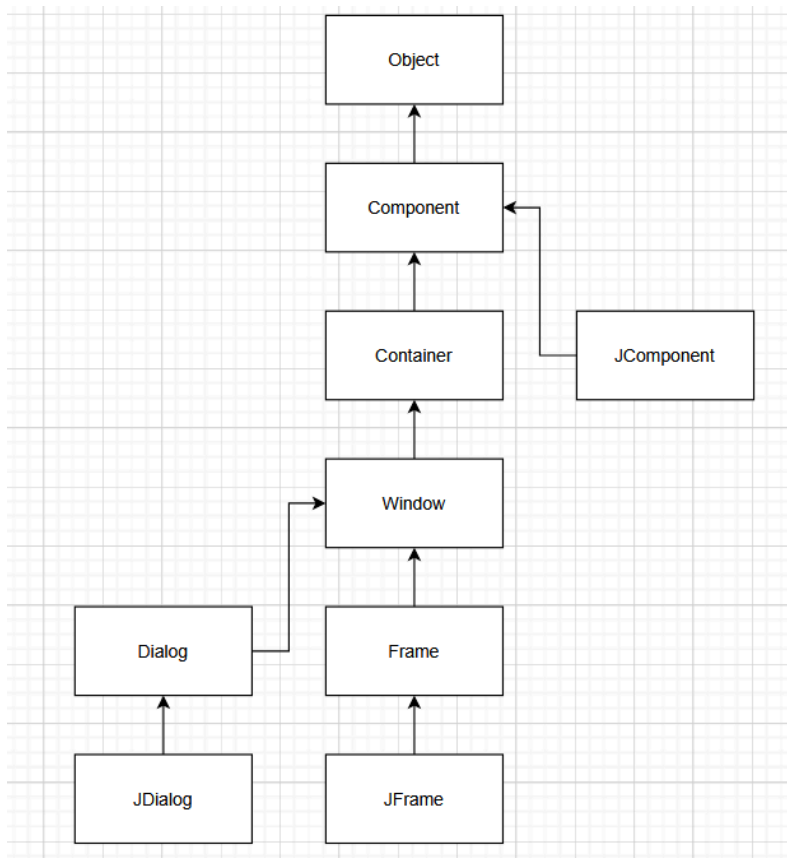 Object
Component
Container
JComponent
Window
Dialog
Frame
JDialog
JFrame